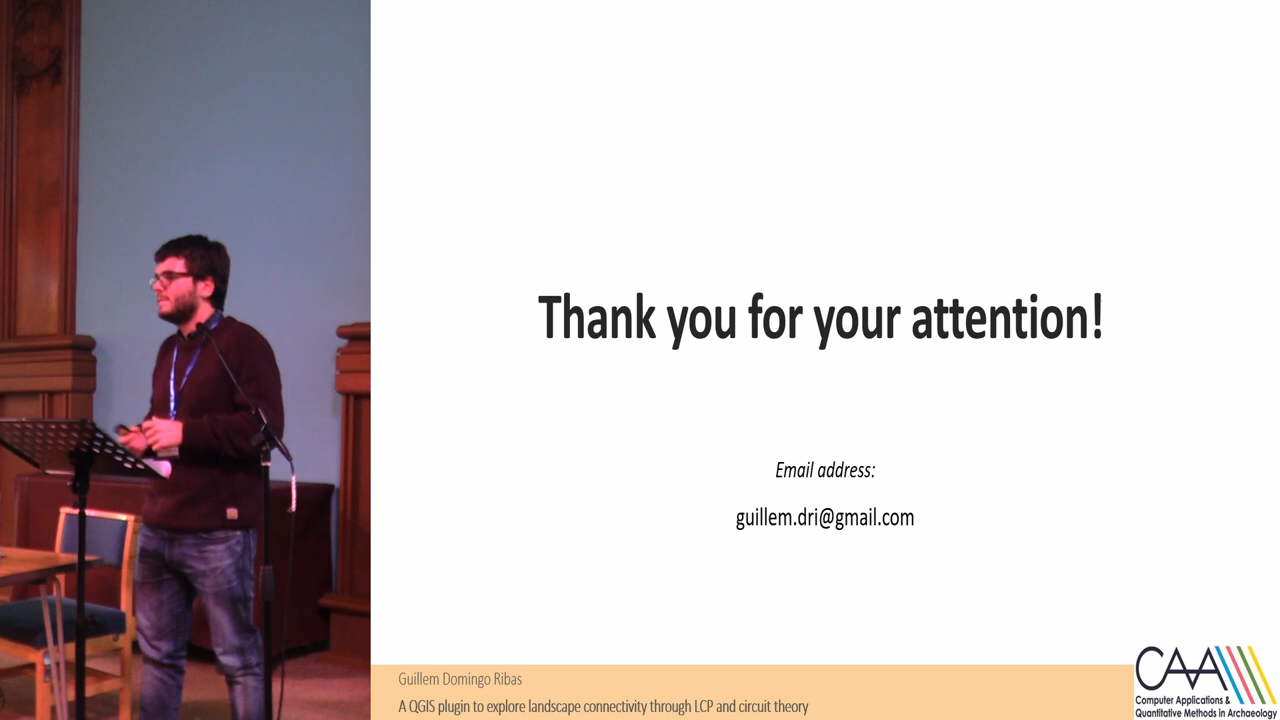 Thank you for your attention!
Email address:
guillem.dri@gmail.com
Guillem Domingo Ribas
A QGIS plugin to explore landscape connectivity through LCP and circuit theory
CAA
Computer Applications &
Quantitative Methods in Archaeology